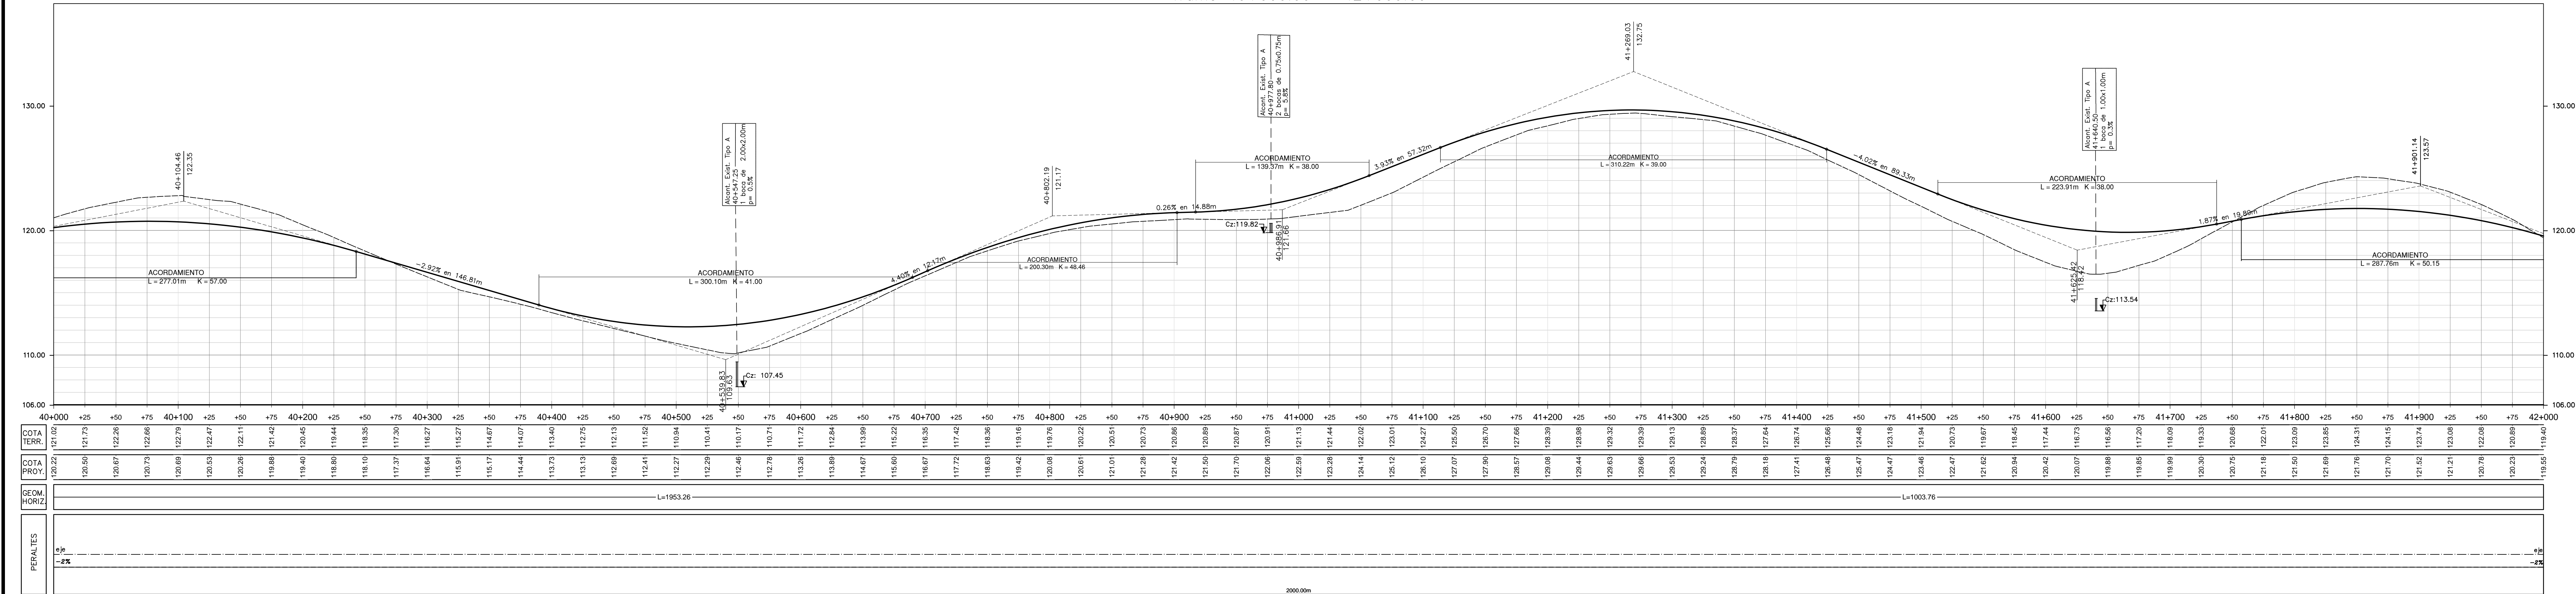 40+104.46
122.35
Alcant. Exist. Tipo A
40+547.25
1 boca de 2.00x2.00m
p= 0.5%
40+802.19
121.17
Alcant. Exist. Tipo A
40+977.80
2 bocas de 0.75x0.75m
p= 5.8%
41+269.03
132.75
Alcant. Exist. Tipo A
41+640.50
1 boca de 1.00x1.00m
p= 0.3%
41+901.14
123.57
130.00
130.00
120.00
120.00
110.00
110.00
106.00
106.00
ACORDAMIENTO
L = 277.01m K = 57.00
-2.92% en 146.81m
ACORDAMIENTO
L = 300.10m K = 41.00
4.40% en 12.17m
ACORDAMIENTO
L = 200.30m K = 48.46
0.26% en 14.88m
ACORDAMIENTO
L = 139.37m K = 38.00
3.93% en 57.32m
ACORDAMIENTO
L = 310.22m K = 39.00
-4.02% en 89.33m
ACORDAMIENTO
L = 223.91m K = 38.00
1.87% en 19.80m
ACORDAMIENTO
L = 287.76m K = 50.15
40+539.83
109.63
Cz: 107.45
Cz:119.82
40+986.91
121.66
41+625.42
118.42
Cz:113.54
40+000 +25 +50 +75 40+100 +25 +50 +75 40+200 +25 +50 +75 40+300 +25 +50 +75 40+400 +25 +50 +75 40+500 +25 +50 +75 40+600 +25 +50 +75 40+700 +25 +50 +75 40+800 +25 +50 +75 40+900 +25 +50 +75 41+000 +25 +50 +75 41+100 +25 +50 +75 41+200 +25 +50 +75 41+300 +25 +50 +75 41+400 +25 +50 +75 41+500 +25 +50 +75 41+600 +25 +50 +75 41+700 +25 +50 +75 41+800 +25 +50 +75 41+900 +25 +50 +75 42+000
COTA
TERR.
121.02 121.73 122.26 122.66 122.79 122.47 122.11 121.42 120.45 119.44 118.35 117.30 116.27 115.27 114.67 114.07 113.40 112.75 112.13 111.52 110.94 110.41 110.17 110.71 111.72 112.84 113.99 115.22 116.35 117.42 118.36 119.16 119.76 120.22 120.51 120.73 120.86 120.89 120.87 120.91 121.13 121.44 122.02 123.01 124.27 125.50 126.70 127.66 128.39 128.98 129.32 129.39 129.13 128.89 128.37 127.64 126.74 125.66 124.48 123.18 121.94 120.73 119.67 118.45 117.44 116.73 116.56 117.20 118.09 119.33 120.68 122.01 123.09 123.85 124.31 124.15 123.74 123.08 122.08 120.89 119.40
COTA
PROY.
120.22 120.50 120.67 120.73 120.69 120.53 120.26 119.88 119.40 118.80 118.10 117.37 116.64 115.91 115.17 114.44 113.73 113.13 112.69 112.41 112.27 112.29 112.46 112.78 113.26 113.89 114.67 115.60 116.67 117.72 118.63 119.42 120.08 120.61 121.01 121.28 121.42 121.50 121.70 122.06 122.59 123.28 124.14 125.12 126.10 127.07 127.90 128.57 129.08 129.44 129.63 129.66 129.53 129.24 128.79 128.18 127.41 126.48 125.47 124.47 123.46 122.47 121.62 120.94 120.42 120.07 119.88 119.85 119.99 120.30 120.75 121.18 121.50 121.69 121.76 121.70 121.52 121.21 120.78 120.23 119.55
GEOM.
HORIZ.
L=1953.26
L=1003.76
PERALTES
eje
eje
-2%
-2%
2000.00m